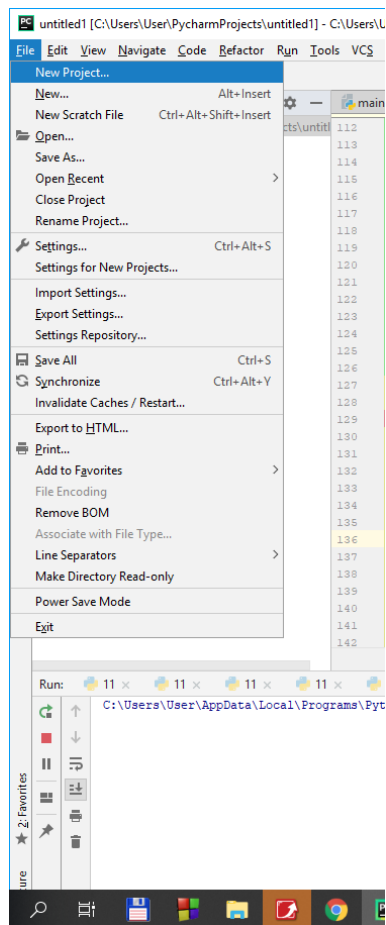 PC untitled1 [C:\Users\User\PycharmProjects\untitled1] - C:\Users\U
File Edit View Navigate Code Refactor Run Tools VCS
New Project...
New... Alt+Insert
New Scratch File Ctrl+Alt+Shift+Insert
Open...
Save As...
Open Recent
Close Project
Rename Project...
Settings... Ctrl+Alt+S
Settings for New Projects...
Import Settings...
Export Settings...
Settings Repository...
Save All Ctrl+S
Synchronize Ctrl+Alt+Y
Invalidate Caches / Restart...
Export to HTML...
Print...
Add to Favorites
File Encoding
Remove BOM
Associate with File Type...
Line Separators
Make Directory Read-only
Power Save Mode
Exit
main
cts\untitl
112
113
114
115
116
117
118
119
120
121
122
123
124
125
126
127
128
129
130
131
132
133
134
135
136
137
138
139
140
141
142
Run: 11 × 11 × 11 × 11 ×
C:\Users\User\AppData\Local\Programs\Pyt
2: Favorites
ure